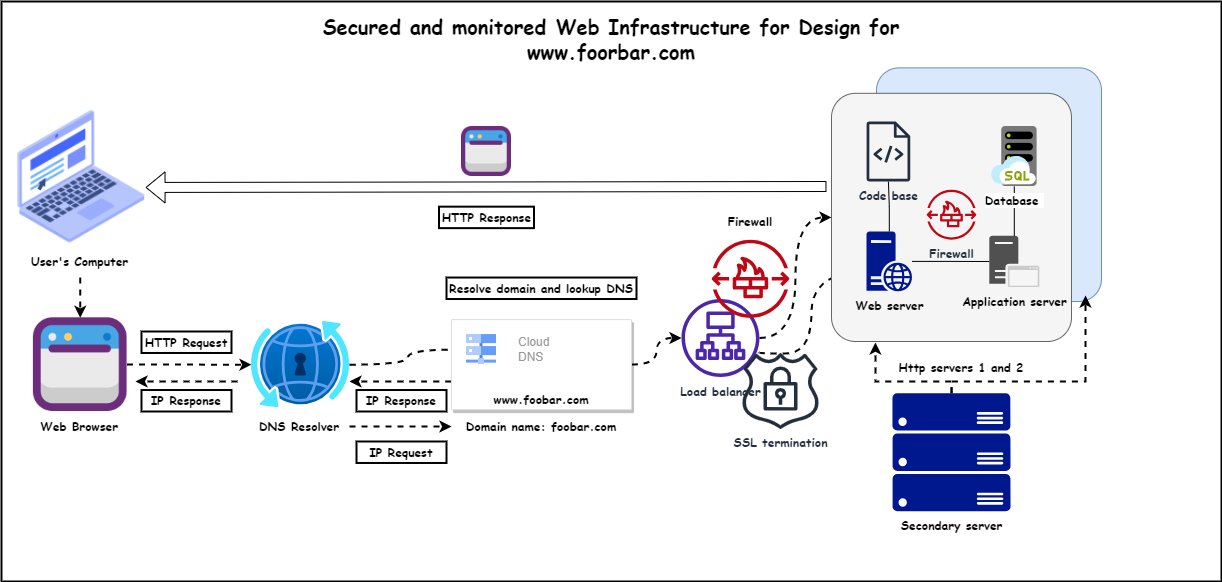 Secured and monitored Web Infrastructure for Design for
www.foorbar.com
User's Computer
HTTP Response
Resolve domain and lookup DNS
HTTP Request
IP Response
Web Browser
DNS Resolver
IP Response
IP Request
Cloud
DNS
www.foobar.com
Domain name: foobar.com
Firewall
Load balancer
SSL termination
Code base
SQL
Database
Firewall
Web server
Application server
Http servers 1 and 2
Secondary server